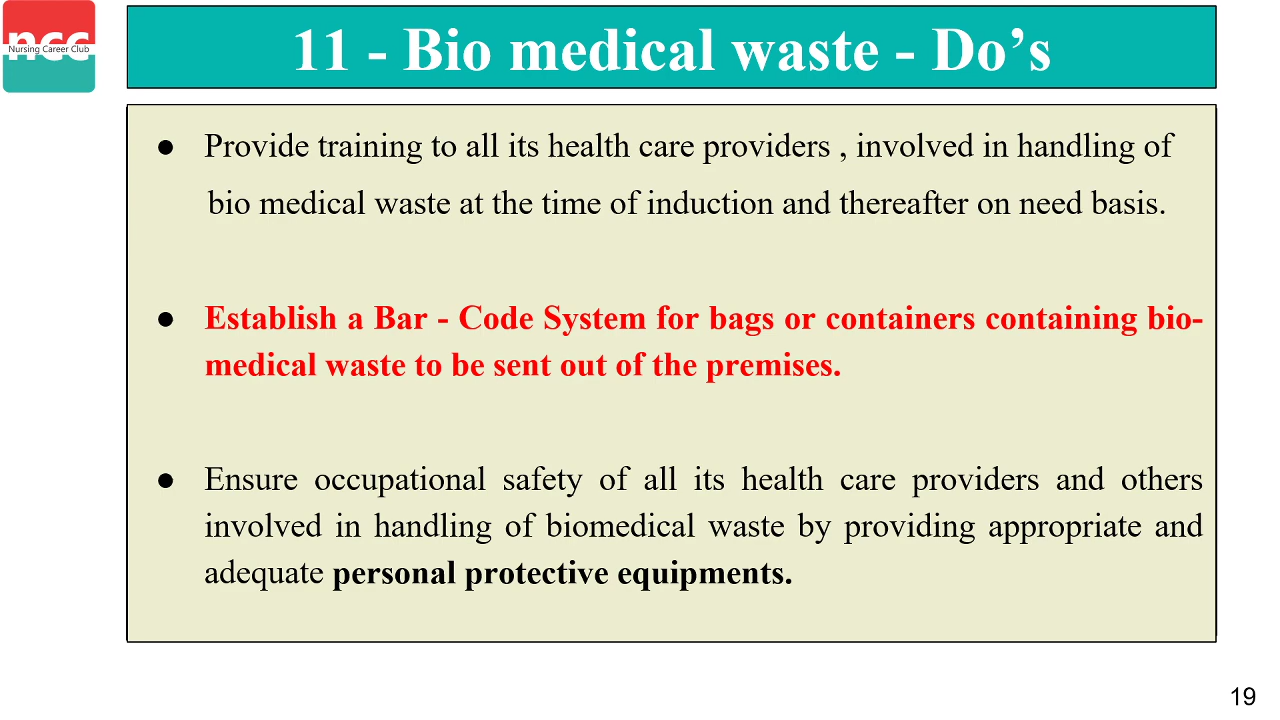 ncc
Nursing Career Club
11 - Bio medical waste - Do’s
● Provide training to all its health care providers , involved in handling of
bio medical waste at the time of induction and thereafter on need basis.
● Establish a Bar - Code System for bags or containers containing bio-
medical waste to be sent out of the premises.
● Ensure occupational safety of all its health care providers and others
involved in handling of biomedical waste by providing appropriate and
adequate personal protective equipments.
19